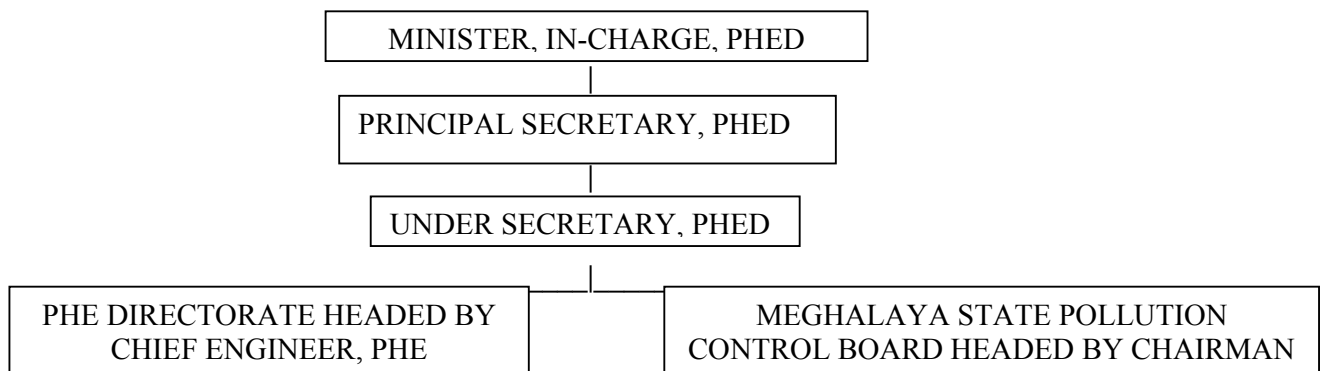 MINISTER, IN-CHARGE, PHED
PRINCIPAL SECRETARY, PHED
UNDER SECRETARY, PHED
PHE DIRECTORATE HEADED BY
CHIEF ENGINEER, PHE
MEGHALAYA STATE POLLUTION
CONTROL BOARD HEADED BY CHAIRMAN